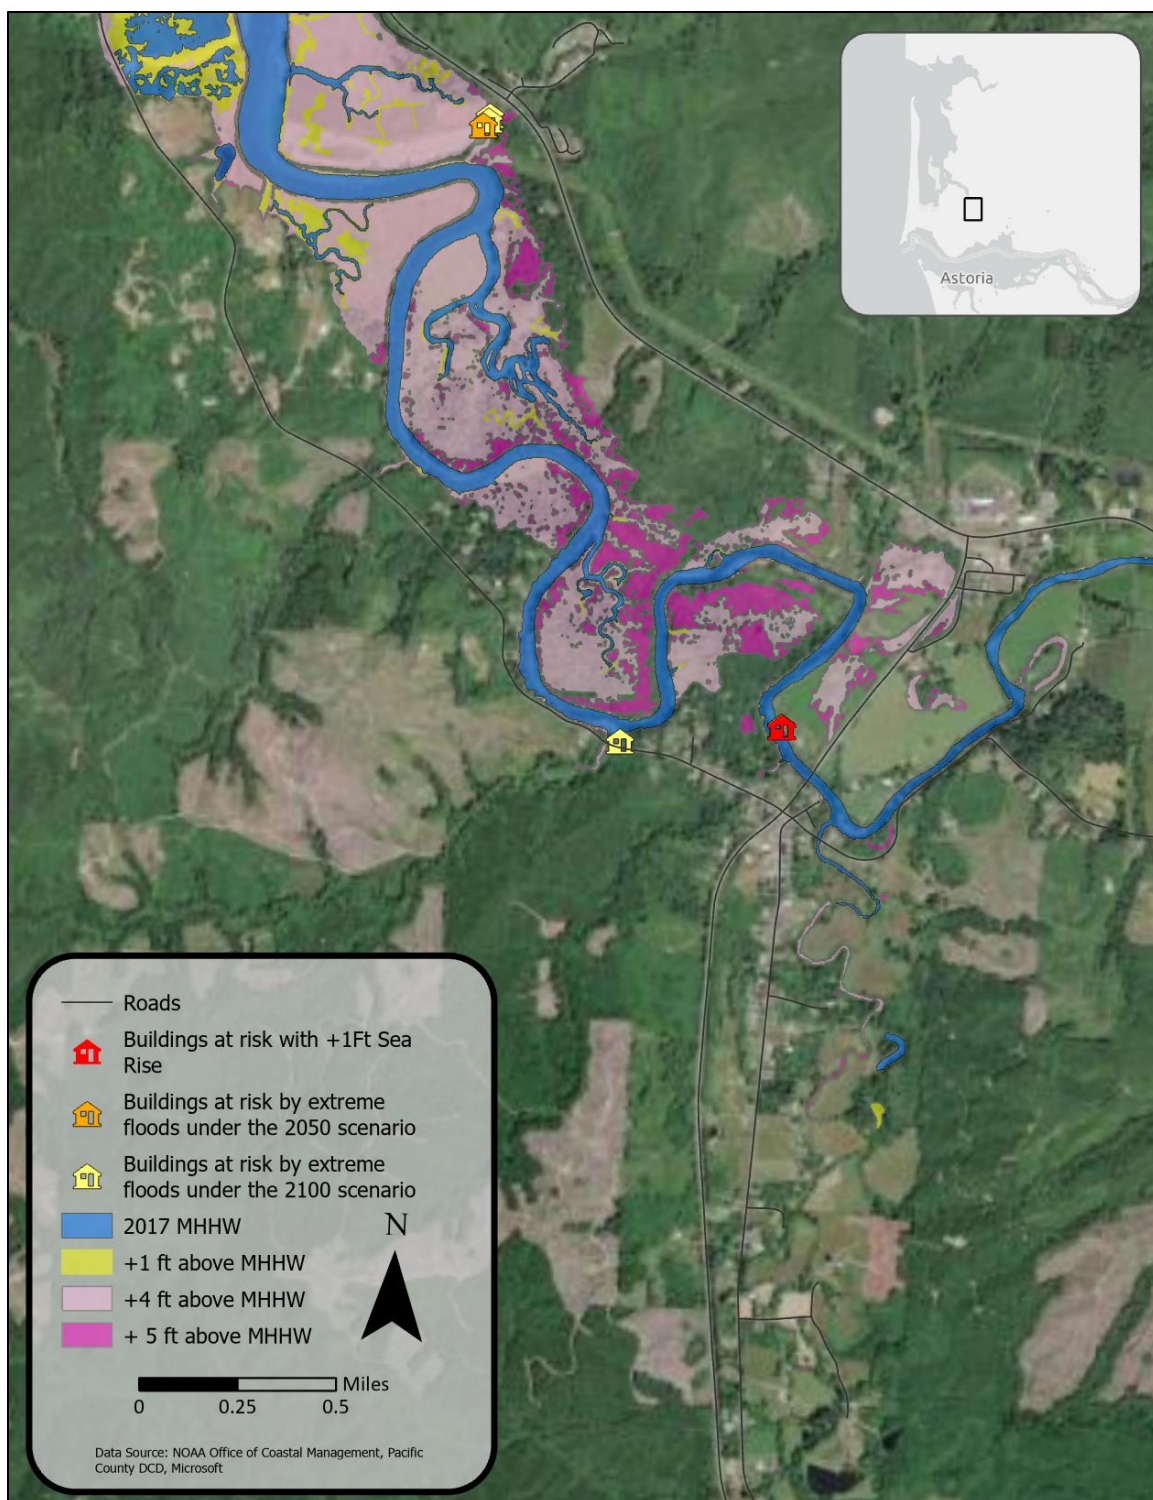 Astoria
Roads
Buildings at risk with +1Ft Sea
Rise
Buildings at risk by extreme
floods under the 2050 scenario
Buildings at risk by extreme
floods under the 2100 scenario
2017 MHHW
N
+1 ft above MHHW
+4 ft above MHHW
+ 5 ft above MHHW
Miles
0 0.25 0.5
Data Source: NOAA Office of Coastal Management, Pacific
County DCD, Microsoft